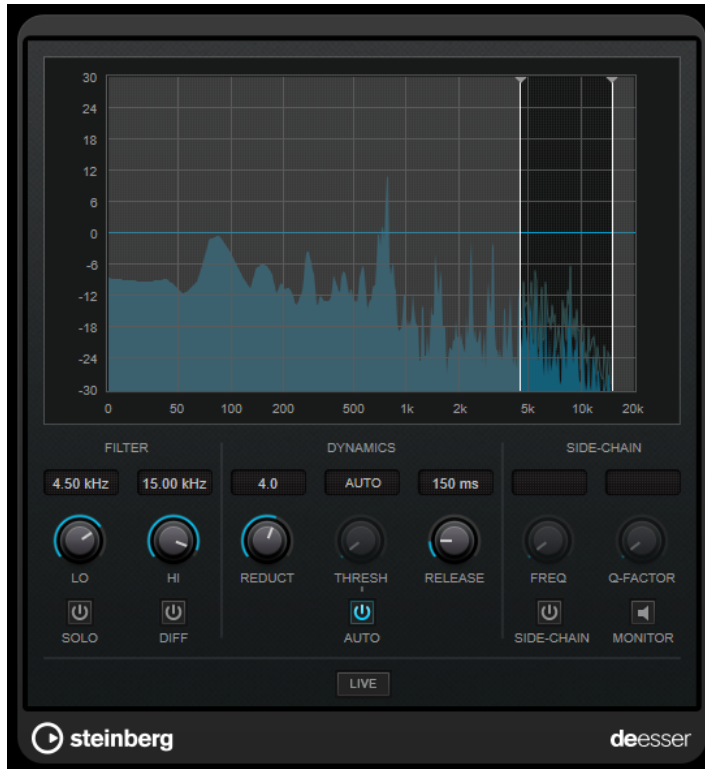 30
24
18
12
6
0
-6
-12
-18
-24
-30
0 50 100 200 500 1k 2k 5k 10k 20k
FILTER DYNAMICS SIDE-CHAIN
4.50 kHz 15.00 kHz 4.0 AUTO 150 ms
LO HI REDUCT THRESH RELEASE FREQ Q-FACTOR
SOLO DIFF AUTO SIDE-CHAIN MONITOR
LIVE
steinberg deesser